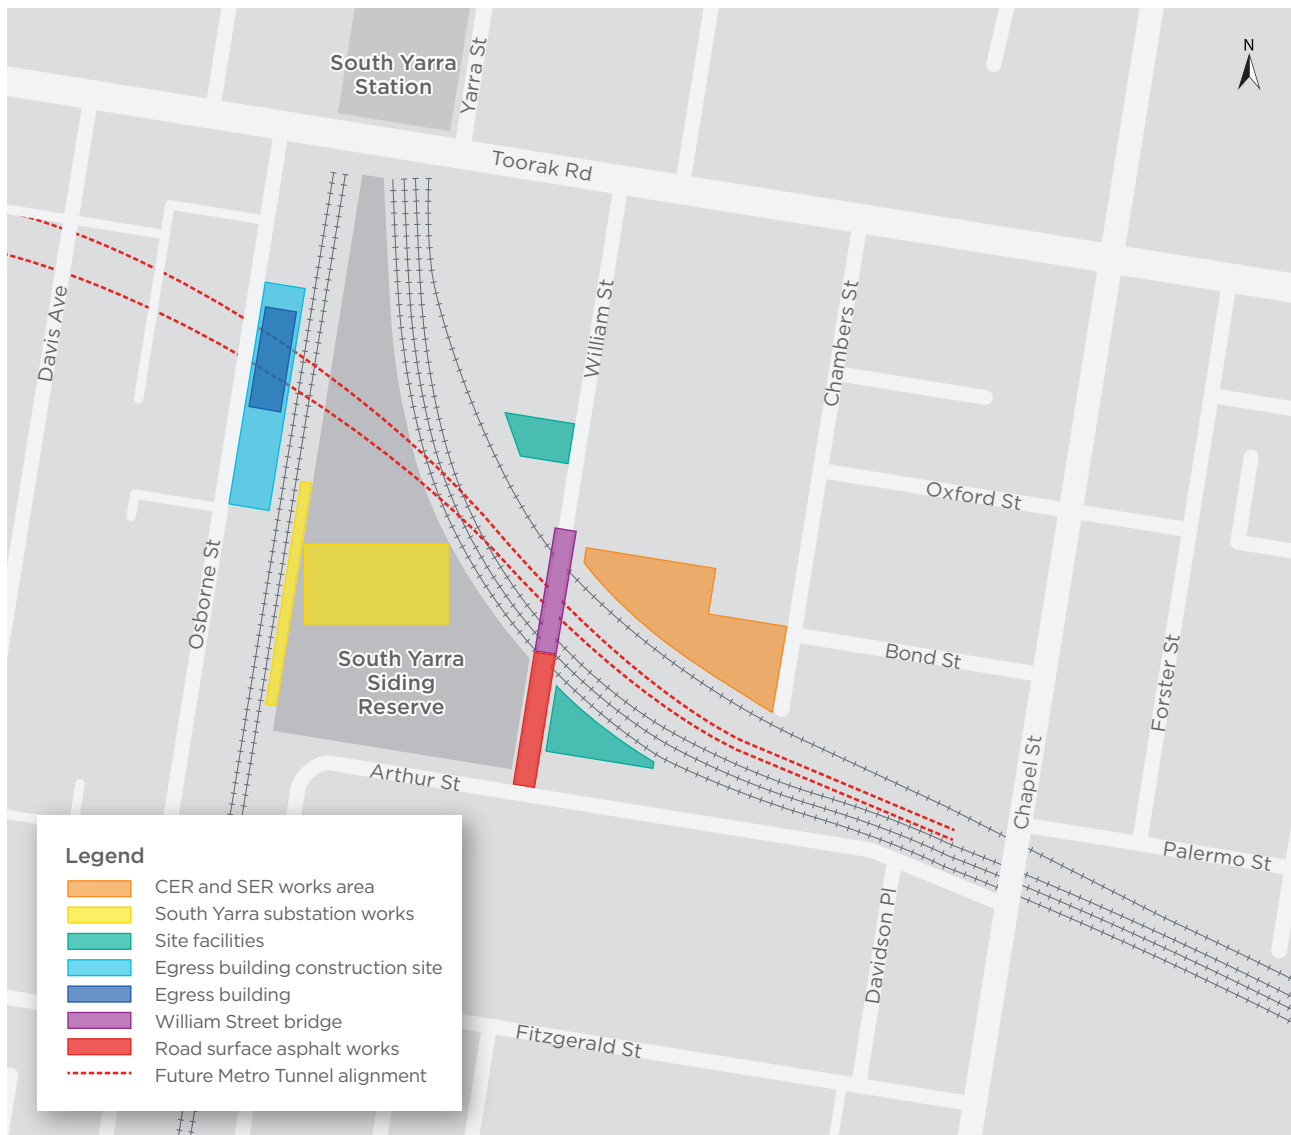 South Yarra
Station
Yarra St
N
Toorak Rd
Davis Ave
William St
Chambers St
Oxford St
Osborne St
South Yarra
Siding
Reserve
Bond St
Forster St
Arthur St
Chapel St
Palermo St
Davidson Pl
Fitzgerald St
Legend
CER and SER works area
South Yarra substation works
Site facilities
Egress building construction site
Egress building
William Street bridge
Road surface asphalt works
Future Metro Tunnel alignment